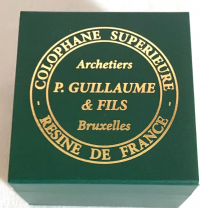 COLOPHANE SUPERIEURE
Archetiers
P. GUILLAUME
& FILS
Bruxelles
- RESINE DE FRANCE -